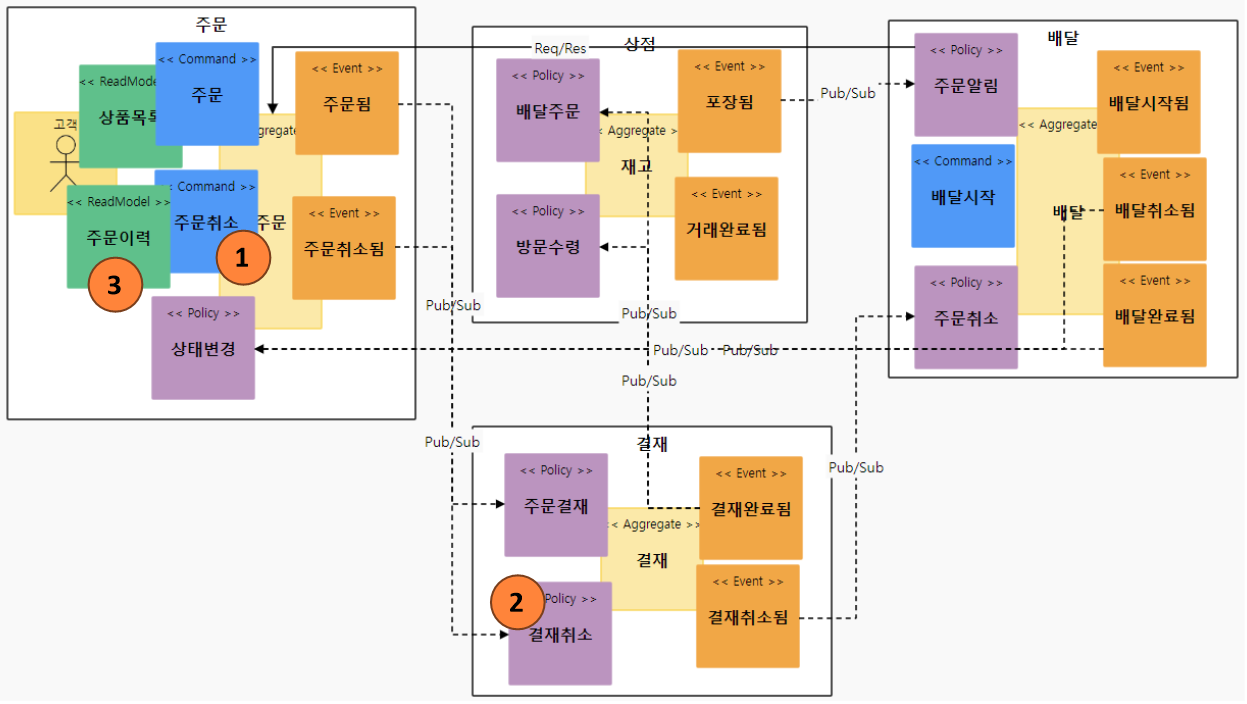 주문
<< ReadMode
상품목록
고객
<< Command >>
주문
<< Event >>
주문됨
ggregate
<< ReadModel >>
주문이력
3
< Command >>
주문취소
1
주문
<< Event >>
주문취소됨
<< Policy >>
상태변경
상점
Req/Res
<< Policy >>
배달주문
<< Event >>
포장됨
< Aggregate >
재고
<< Policy >>
방문수령
<< Event >>
거래완료됨
Pub/Sub
배달
<< Policy >>
주문알림
<< Event >>
배달시작됨
<< Aggregate
배달
<< Command >>
배달시작
<< Event >>
배달취소됨
<< Policy >>
주문취소
<< Event >>
배달완료됨
Pub/Sub
Pub/Sub
Pub/Sub
Pub/Sub
Pub/Sub
Pub/Sub
Pub/Sub
결재
<< Policy >>
주문결재
<< Event >>
결재완료됨
< Aggregate >>
결재
2
Policy >>
결재취소
<< Event >>
결재취소됨